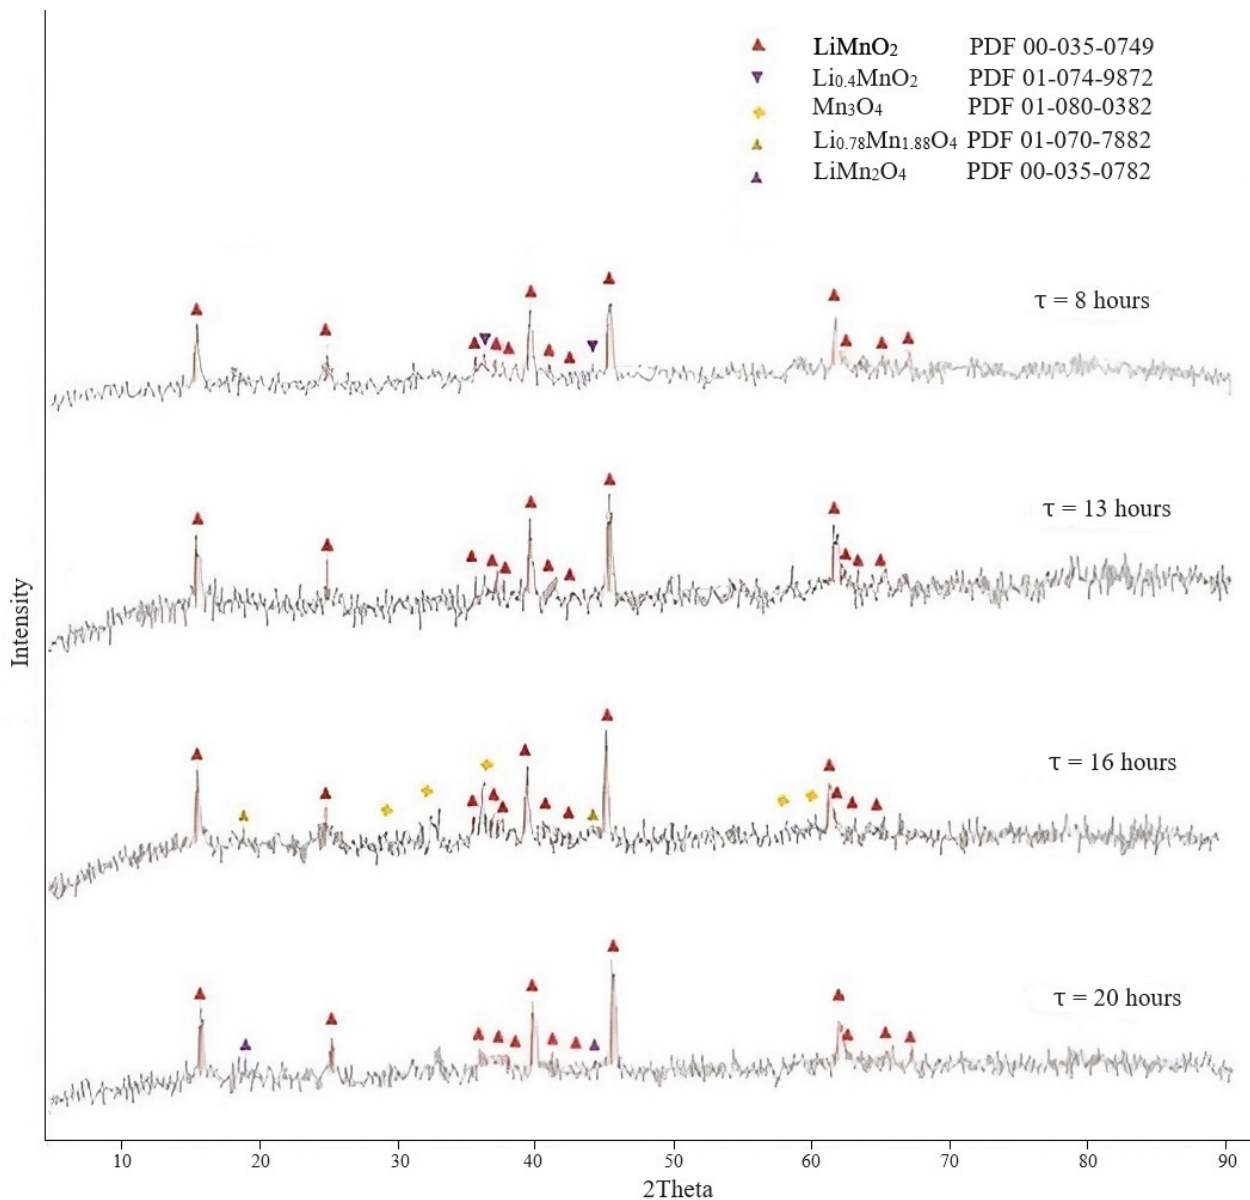 LiMnO₂ PDF 00-035-0749
Li₀.₄MnO₂ PDF 01-074-9872
Mn₃O₄ PDF 01-080-0382
Li₀.₇₈Mn₁.₈₈O₄ PDF 01-070-7882
LiMn₂O₄ PDF 00-035-0782
τ = 8 hours
τ = 13 hours
Intensity
τ = 16 hours
τ = 20 hours
10 20 30 40 50 60 70 80 90
2Theta